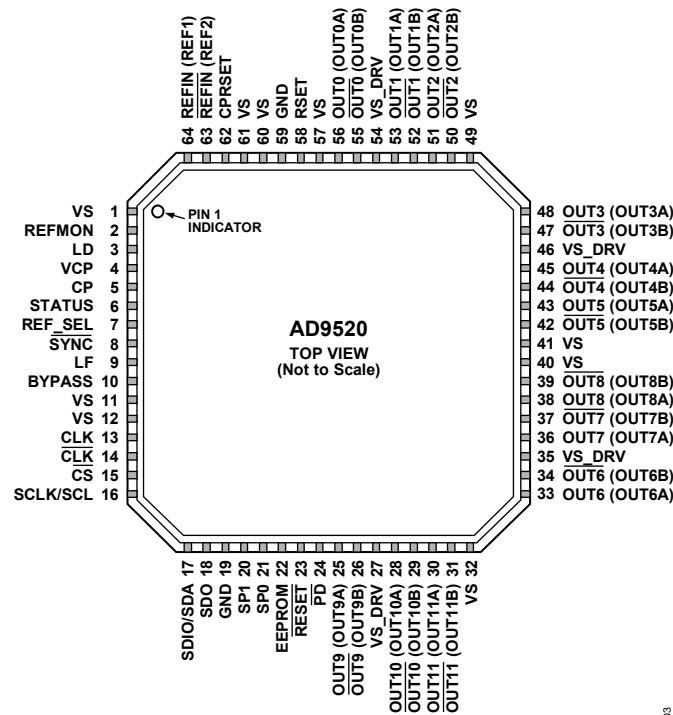 64 REFIN (REF1)
63 REFIN (REF2)
62 CPRSET
61 VS
60 VS
59 GND
58 RSET
57 VS
56 OUT0 (OUT0A)
55 OUT0 (OUT0B)
54 VS_DRV
53 OUT1 (OUT1A)
52 OUT1 (OUT1B)
51 OUT2 (OUT2A)
50 OUT2 (OUT2B)
49 VS
VS 1
REFMON 2
LD 3
VCP 4
CP 5
STATUS 6
REF_SEL 7
SYNC 8
LF 9
BYPASS 10
VS 11
VS 12
CLK 13
CLK 14
CS 15
SCLK/SCL 16
PIN 1
INDICATOR
AD9520
TOP VIEW
(Not to Scale)
48 OUT3 (OUT3A)
47 OUT3 (OUT3B)
46 VS_DRV
45 OUT4 (OUT4A)
44 OUT4 (OUT4B)
43 OUT5 (OUT5A)
42 OUT5 (OUT5B)
41 VS
40 VS
39 OUT8 (OUT8B)
38 OUT8 (OUT8A)
37 OUT7 (OUT7B)
36 OUT7 (OUT7A)
35 VS_DRV
34 OUT6 (OUT6B)
33 OUT6 (OUT6A)
SDIO/SDA 17
SDO 18
GND 19
SP1 20
SP0 21
EEPROM 22
RESET 23
PD 24
OUT9 (OUT9A) 25
OUT9 (OUT9B) 26
VS_DRV 27
OUT10 (OUT10A) 28
OUT10 (OUT10B) 29
OUT11 (OUT11A) 30
OUT11 (OUT11B) 31
VS 32